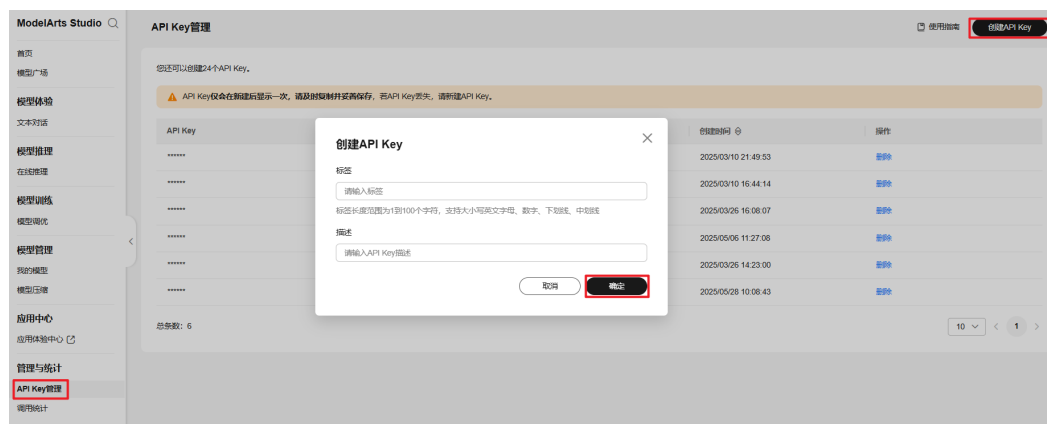 ModelArts Studio
API Key管理
使用指南
创建API Key
首页
模型广场
模型体验
文本对话
模型推理
在线推理
模型训练
模型调优
模型管理
我的模型
模型压缩
应用中心
应用体验中心
管理与统计
API Key管理
调用统计
您还可以创建24个API Key。
API Key仅会在新建后显示一次，请及时复制并妥善保存，若API Key丢失，请新建API Key。
API Key
创建时间
操作
******
2025/03/10 21:49:53
删除
******
2025/03/10 16:44:14
删除
******
2025/03/26 16:08:07
删除
******
2025/05/06 11:27:08
删除
******
2025/03/26 14:23:00
删除
******
2025/05/28 10:08:43
删除
总条数：6
10
1
创建API Key
标签
请输入标签
标签长度范围为1到100个字符，支持大小写英文字母、数字、下划线、中划线
描述
请输入API Key描述
取消
确定